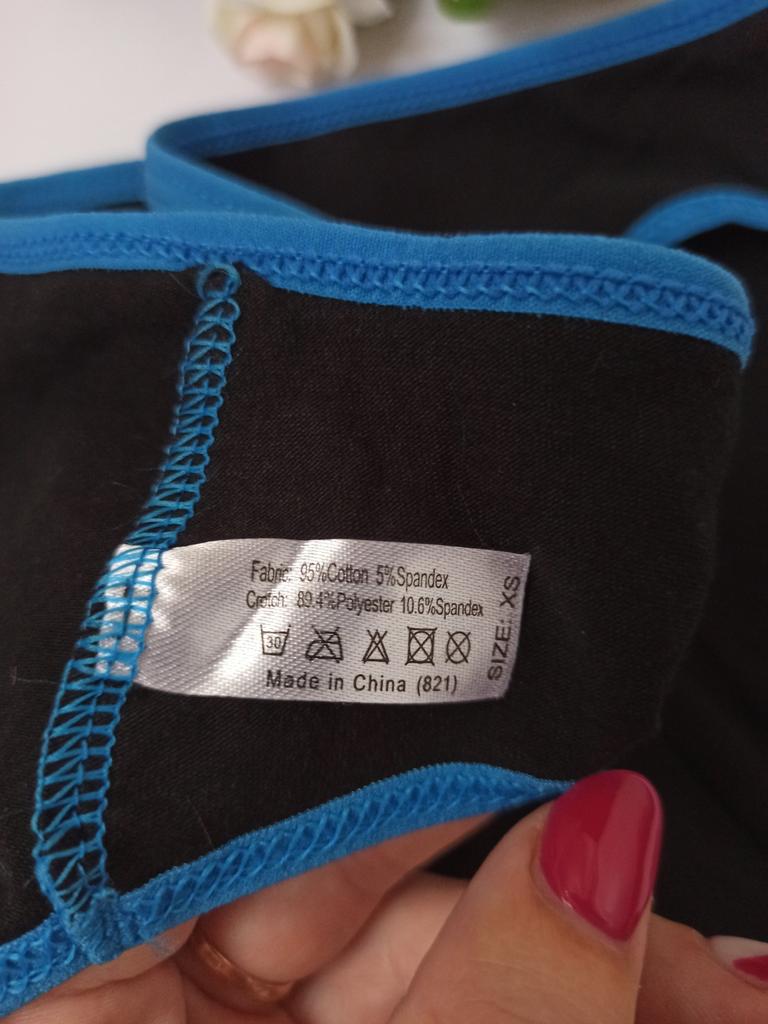 Fabric: 95%Cotton 5%Spandex
Crotch: 89.4%Polyester 10.6%Spandex
30
Made in China (821)
SIZE: XS